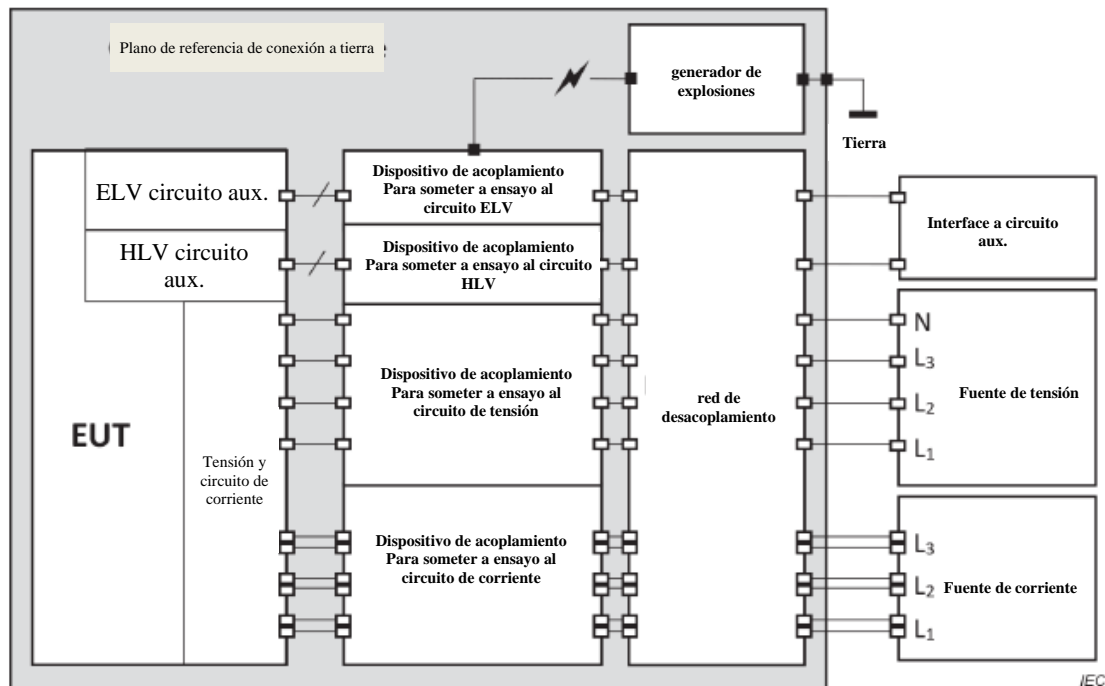 Plano de referencia de conexión a tierra
generador de
explosiones
Tierra
ELV circuito aux.
HLV circuito
aux.
EUT
Tensión y
circuito de
corriente
Dispositivo de acoplamiento
Para someter a ensayo al
circuito ELV
Dispositivo de acoplamiento
Para someter a ensayo al circuito
HLV
Dispositivo de acoplamiento
Para someter a ensayo al
circuito de tensión
Dispositivo de acoplamiento
Para someter a ensayo al
circuito de corriente
red de
desacoplamiento
Interface a circuito
aux.
N
L3
L2
L1
Fuente de tensión
L3
L2
L1
Fuente de corriente
IEC